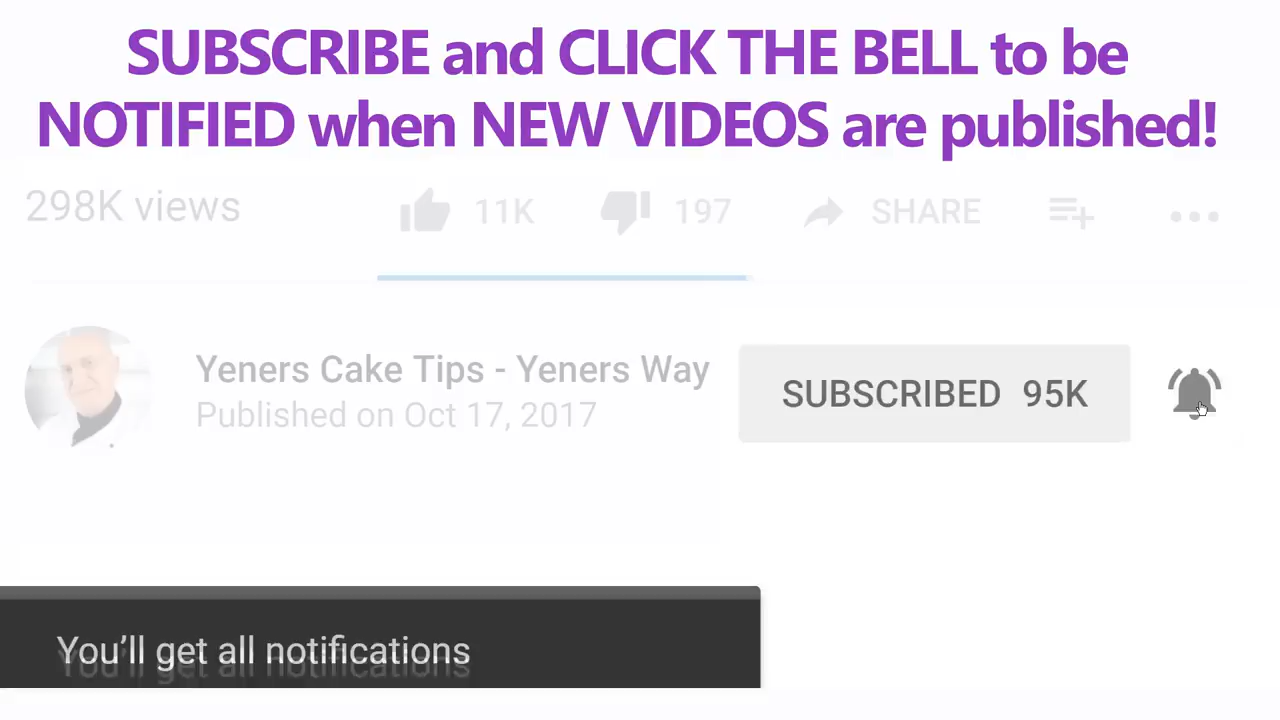 SUBSCRIBE and CLICK THE BELL to be
NOTIFIED when NEW VIDEOS are published!
298K views 11K 197 SHARE
Yeners Cake Tips - Yeners Way
Published on Oct 17, 2017
SUBSCRIBED 95K
You’ll get all notifications